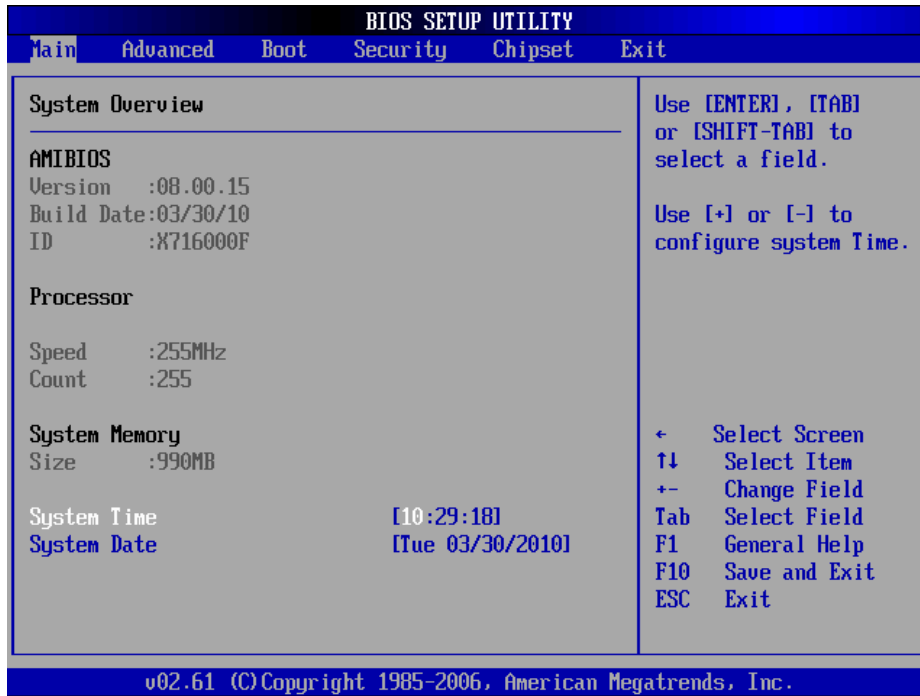 BIOS SETUP UTILITY
Main Advanced Boot Security Chipset Exit
System Overview
AMIBIOS
Version :08.00.15
Build Date:03/30/10
ID :X716000F
Processor
Speed :255MHz
Count :255
System Memory
Size :990MB
System Time [10:29:18]
System Date [Tue 03/30/2010]
Use [ENTER], [TAB]
or [SHIFT-TAB] to
select a field.
Use [+] or [-] to
configure system Time.
← Select Screen
↑↓ Select Item
+- Change Field
Tab Select Field
F1 General Help
F10 Save and Exit
ESC Exit
v02.61 (C)Copyright 1985-2006, American Megatrends, Inc.